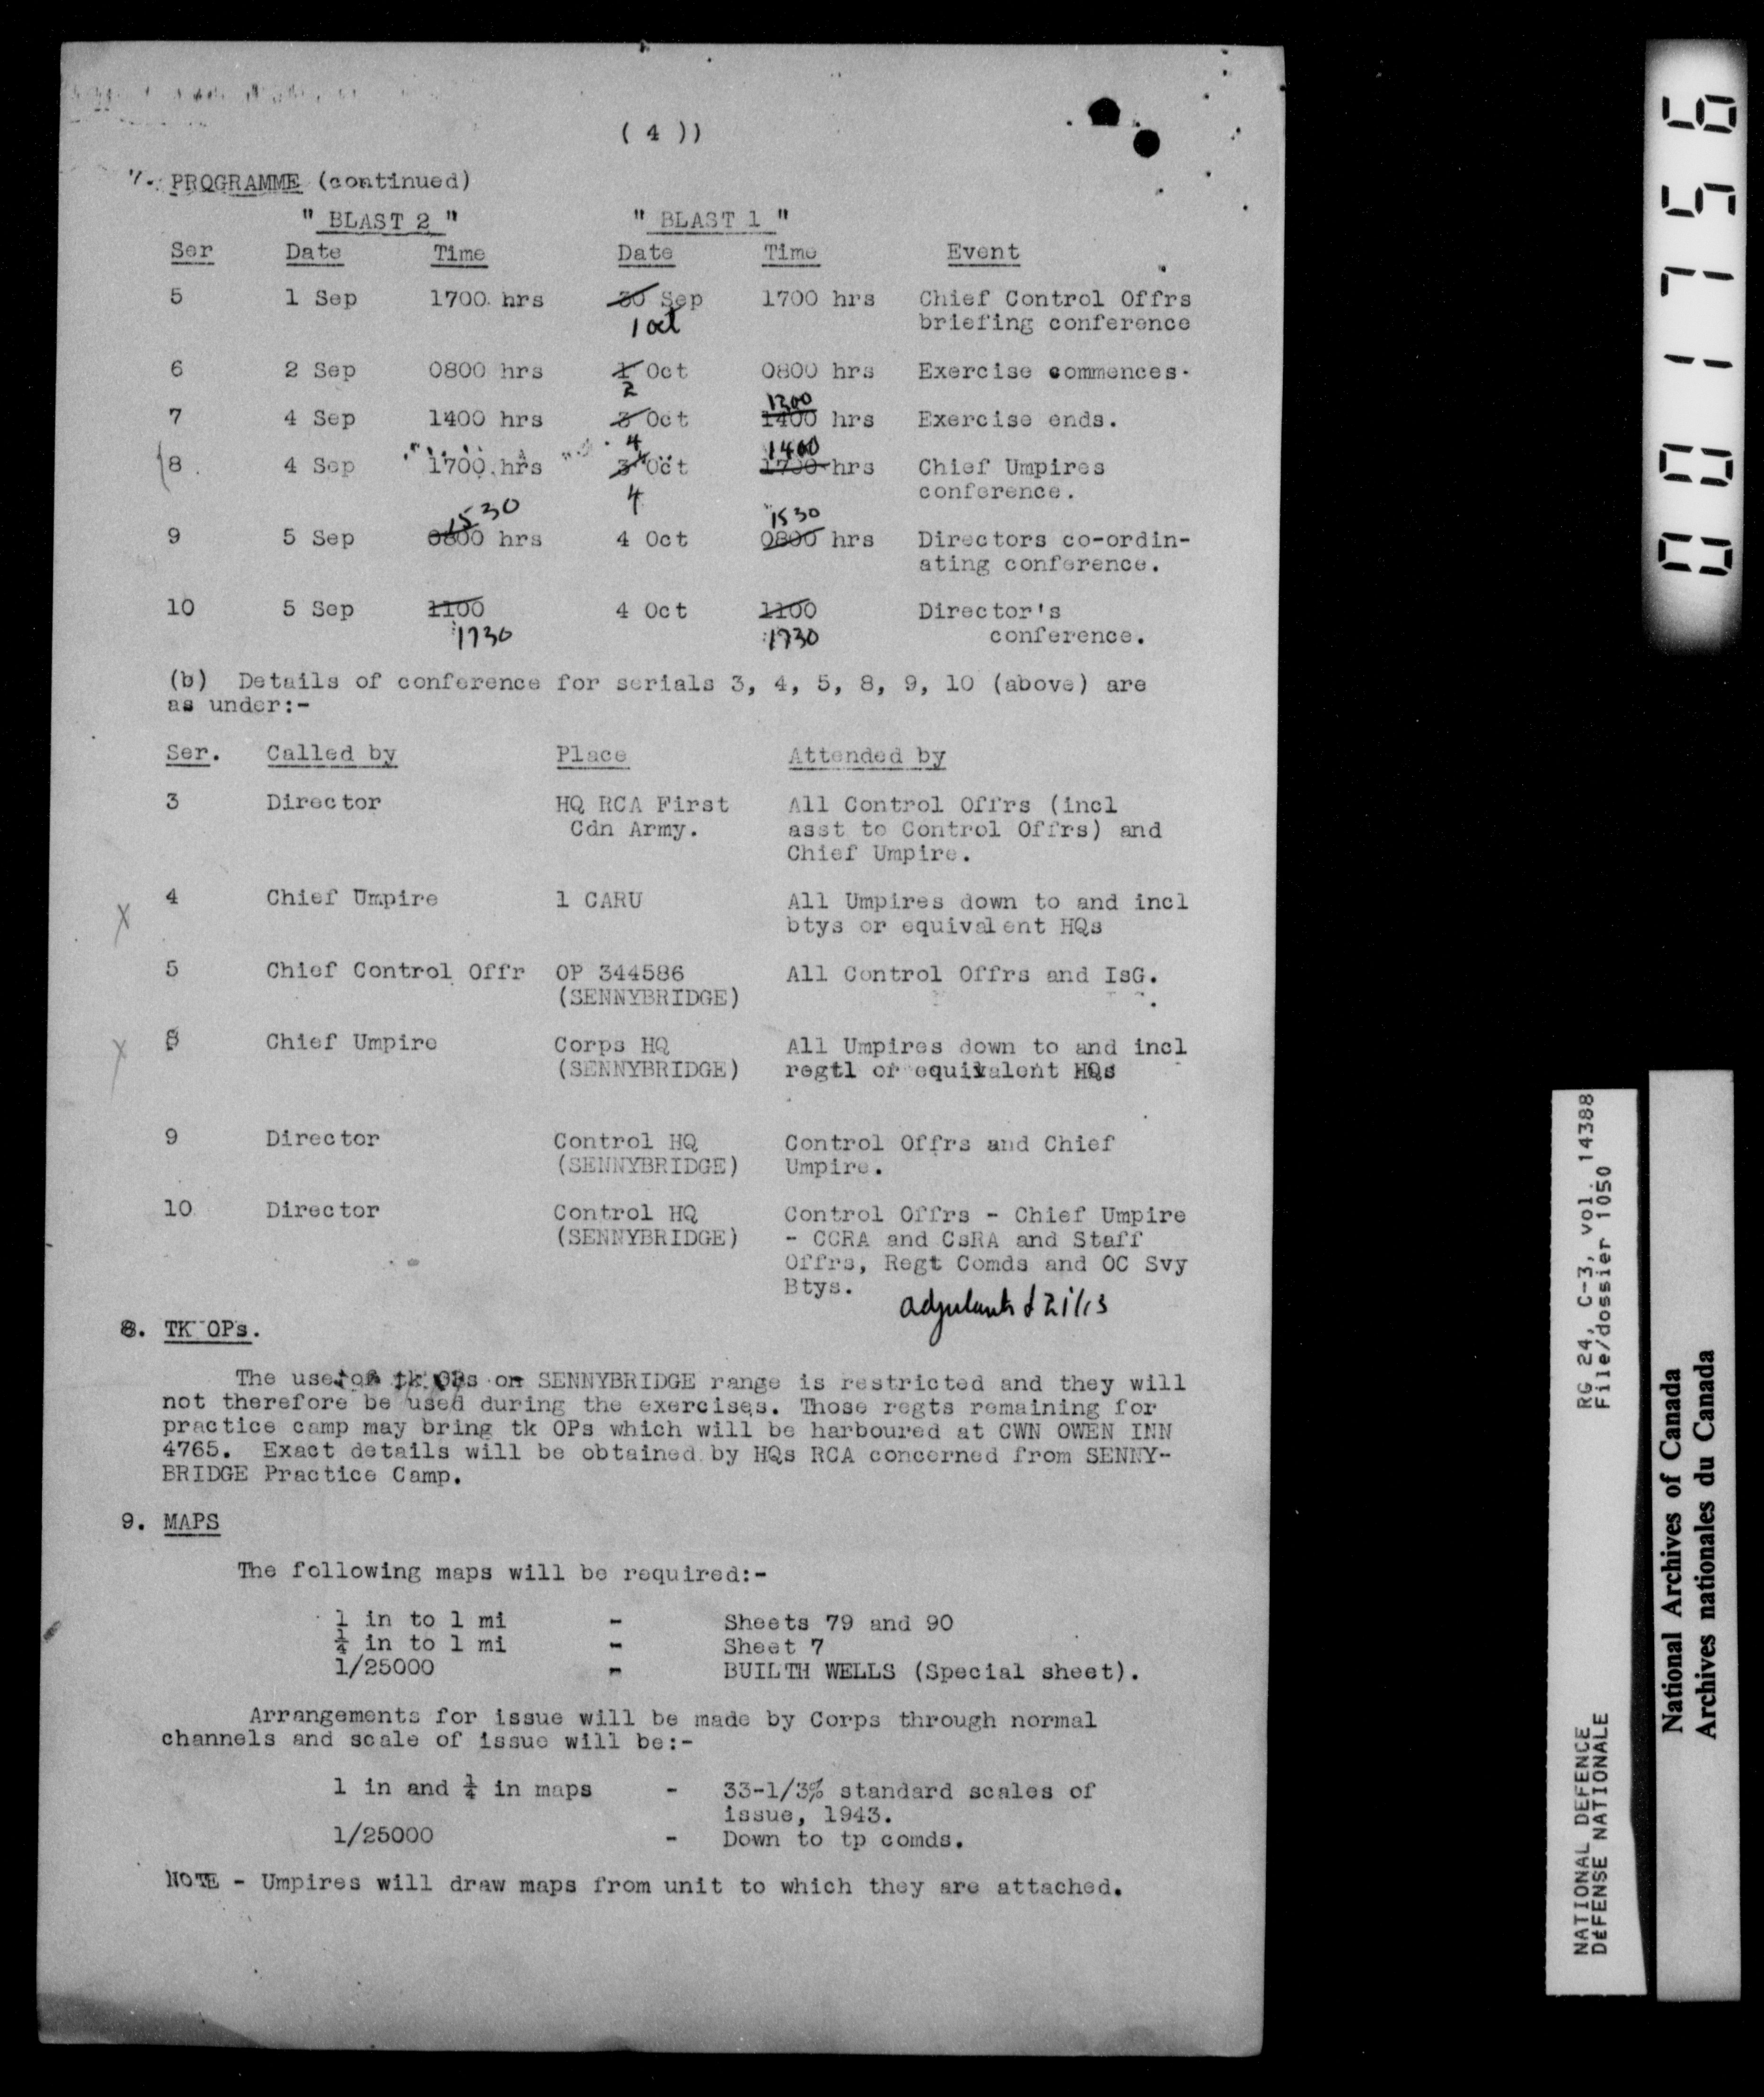 ( 4 ))
7. PROGRAMME (continued)
" BLAST 2 " " BLAST 1 "
Ser Date Time Date Time Event
5 1 Sep 1700 hrs 30 Sep 1700 hrs Chief Control Offrs
1 Oct briefing conference
6 2 Sep 0800 hrs 1 Oct 0800 hrs Exercise commences.
2 1300
7 4 Sep 1400 hrs 3 Oct 1400 hrs Exercise ends.
4 1400
8 4 Sep 1700 hrs 3 Oct 1700 hrs Chief Umpires
4 conference.
1530 1530
9 5 Sep 0800 hrs 4 Oct 0800 hrs Directors co-ordin-
ating conference.
10 5 Sep 1100 4 Oct 1100 Director's
1730 1730 conference.
(b) Details of conference for serials 3, 4, 5, 8, 9, 10 (above) are
as under:-
Ser. Called by Place Attended by
3 Director HQ RCA First All Control Offrs (incl
Cdn Army. asst to Control Offrs) and
Chief Umpire.
4 Chief Umpire 1 CARU All Umpires down to and incl
X btys or equivalent HQs
5 Chief Control Offr OP 344586 All Control Offrs and IsG.
(SENNYBRIDGE)
X 8 Chief Umpire Corps HQ All Umpires down to and incl
(SENNYBRIDGE) regtl or equivalent HQs
9 Director Control HQ Control Offrs and Chief
(SENNYBRIDGE) Umpire.
10 Director Control HQ Control Offrs - Chief Umpire
(SENNYBRIDGE) - CCRA and CsRA and Staff
Offrs, Regt Comds and OC Svy
Btys.
8. TK OPs.
The use of tk OPs on SENNYBRIDGE range is restricted and they will
not therefore be used during the exercises. Those regts remaining for
practice camp may bring tk OPs which will be harboured at CWN OWEN INN
4765. Exact details will be obtained by HQs RCA concerned from SENNY-
BRIDGE Practice Camp.
9. MAPS
The following maps will be required:-
1 in to 1 mi - Sheets 79 and 90
¼ in to 1 mi - Sheet 7
1/25000 - BUILTH WELLS (Special sheet).
Arrangements for issue will be made by Corps through normal
channels and scale of issue will be:-
1 in and ¼ in maps - 33-1/3% standard scales of
issue, 1943.
1/25000 - Down to tp comds.
NOTE - Umpires will draw maps from unit to which they are attached.
001756
NATIONAL DEFENCE RG 24, C-3, vol. 14388
DEFENSE NATIONALE File/dossier 1050
National Archives of Canada
Archives nationales du Canada